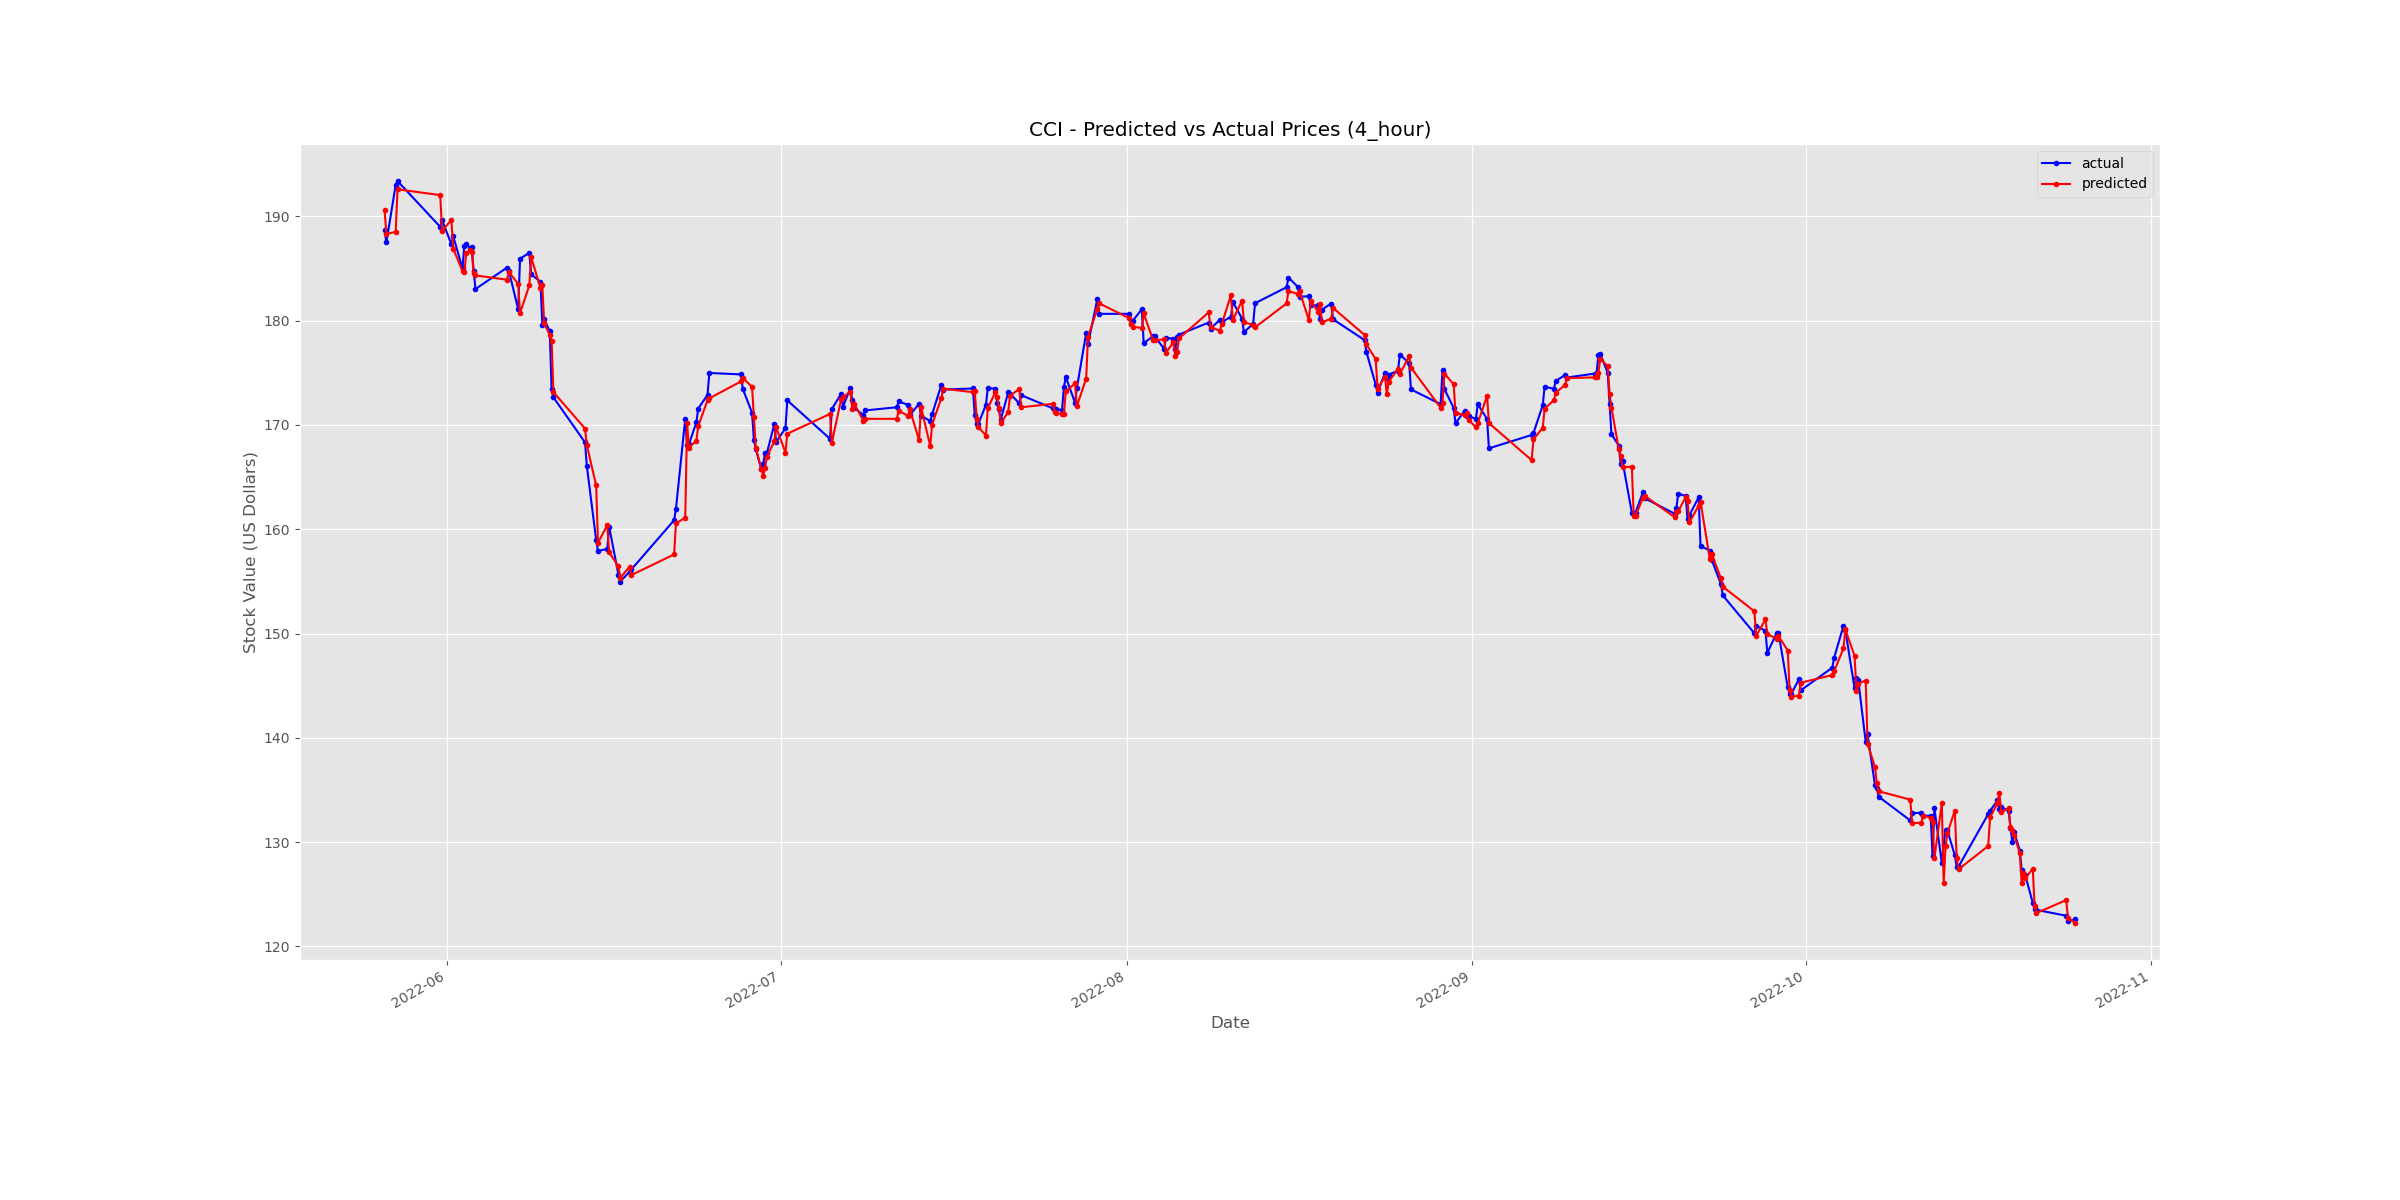 CCI - Predicted vs Actual Prices (4_hour)
actual
predicted
190
180
170
160
150
140
130
120
Stock Value (US Dollars)
2022-06
2022-07
2022-08
2022-09
2022-10
2022-11
Date